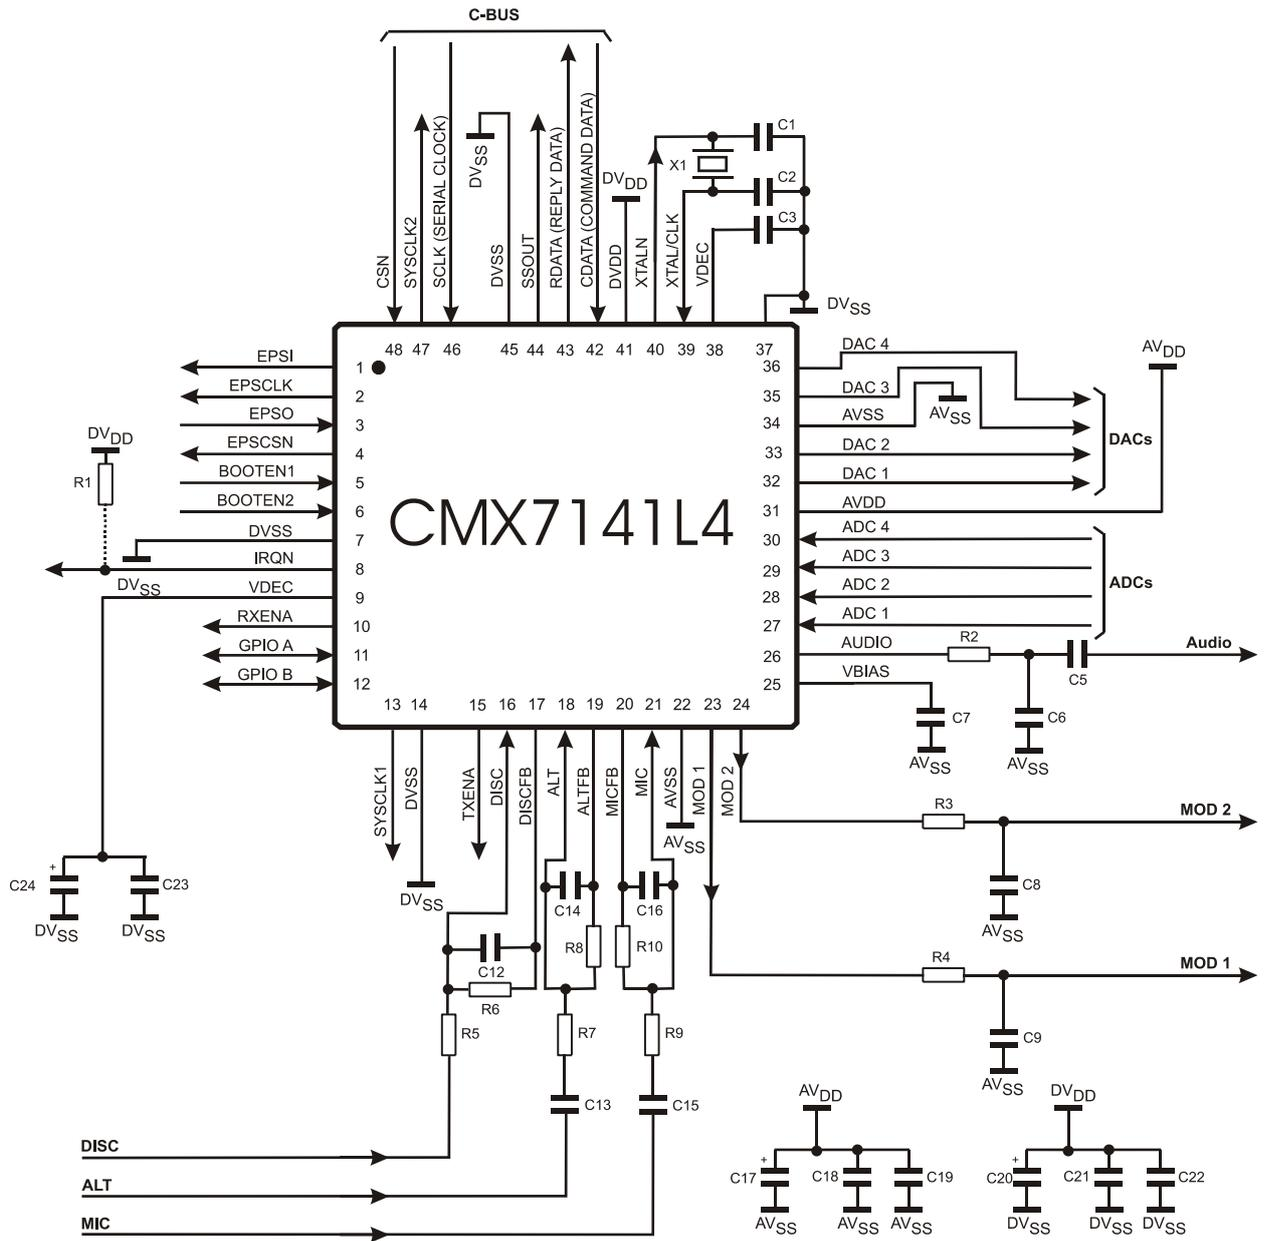 C-BUS
CSN
SYSCLK2
SCLK (SERIAL CLOCK)
DVSS
DVSS
SSOUT
RDATA (REPLY DATA)
CDATA (COMMAND DATA)
DVDD
DVDD
XTALN
XTAL/CLK
VDEC
X1
C1
C2
C3
DVSS
48 47 46 45 44 43 42 41 40 39 38 37
EPSI 1
EPSCLK 2
EPSO 3
EPSCSN 4
BOOTEN1 5
BOOTEN2 6
DVSS 7
IRQN 8
VDEC 9
RXENA 10
GPIO A 11
GPIO B 12
DVDD
R1
DVSS
CMX7141L4
36 DAC 4
35 DAC 3
34 AVSS
33 DAC 2
32 DAC 1
31 AVDD
30 ADC 4
29 ADC 3
28 ADC 2
27 ADC 1
26 AUDIO
25 VBIAS
AVSS
AVDD
DACs
ADCs
R2
C5
Audio
C7
AVSS
C6
AVSS
13 14 15 16 17 18 19 20 21 22 23 24
SYSCLK1
DVSS
TXENA
DISC
DISCFB
ALT
ALTFB
MICFB
MIC
AVSS
MOD 1
MOD 2
AVSS
DVSS
R3
MOD 2
C8
AVSS
R4
MOD 1
C9
AVSS
+
C24
DVSS
C23
DVSS
C14
C16
R8
R10
C12
R6
R5
R7
R9
C13
C15
DISC
ALT
MIC
AVDD
+
C17
C18
C19
AVSS AVSS AVSS
DVDD
+
C20
C21
C22
DVSS DVSS DVSS